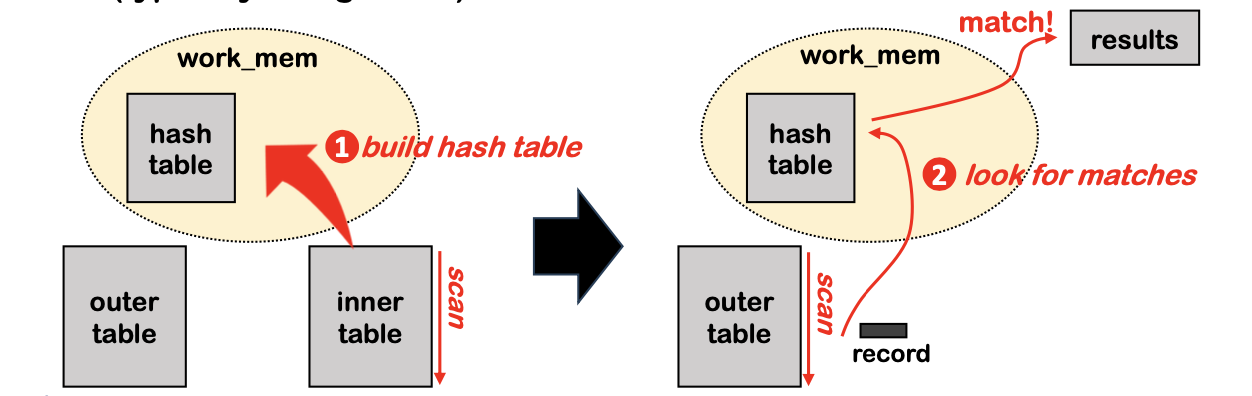 work_mem
hash
table
1 build hash table
outer
table
inner
table
scan
match!
results
work_mem
hash
table
2 look for matches
outer
table
scan
record